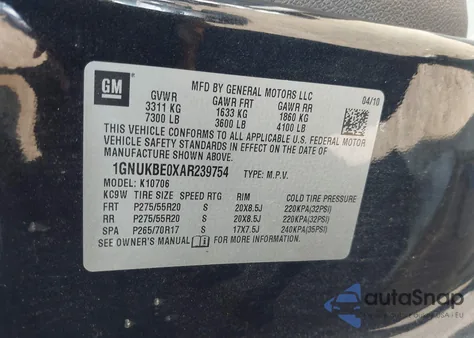 GM
MFD BY GENERAL MOTORS LLC
04/10
GVWR GAWR FRT GAWR RR
3311 KG 1633 KG 1860 KG
7300 LB 3600 LB 4100 LB
THIS VEHICLE CONFORMS TO ALL APPLICABLE U.S. FEDERAL MOTOR
VEHICLE SAFETY STANDARDS IN EFFECT ON THE DATE OF
MANUFACTURE SHOWN ABOVE.
1GNUKBE0XAR239754 TYPE: M.P.V.
MODEL: K10706
KC9W TIRE SIZE SPEED RTG RIM COLD TIRE PRESSURE
FRT P275/55R20 S 20X8.5J 220KPA(32PSI)
RR P275/55R20 S 20X8.5J 220KPA(32PSI)
SPA P265/70R17 S 17X7.5J 240KPA(35PSI)
SEE OWNER'S MANUAL FOR ADDITIONAL INFORMATION.
autoSnap